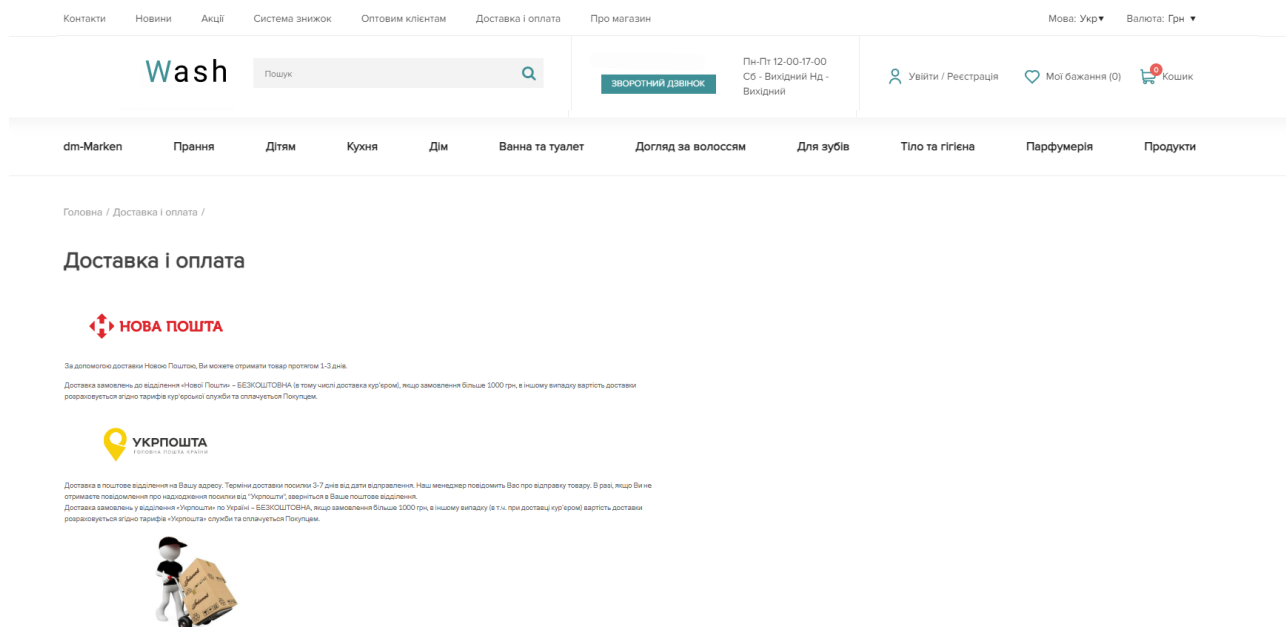 Контакти Новини Акції Система знижок Оптовим клієнтам Доставка і оплата Про магазин Мова: Укр▾ Валюта: Грн ▾
Wash
Пошук
ЗВОРОТНИЙ ДЗВІНОК
Пн-Пт 12-00-17-00
Сб - Вихідний Нд -
Вихідний
Увійти / Реєстрація Мої бажання (0) 0 Кошик
dm-Marken Прання Дітям Кухня Дім Ванна та туалет Догляд за волоссям Для зубів Тіло та гігієна Парфумерія Продукти
Головна / Доставка і оплата /
Доставка і оплата
НОВА ПОШТА
За допомогою доставки Новою Поштою, Ви можете отримати товар протягом 1-3 днів.
Доставка замовлень до відділення «Нової Пошти» – БЕЗКОШТОВНА (в тому числі доставка кур'єром), якщо замовлення більше 1000 грн, в іншому випадку вартість доставки
розраховується згідно тарифів кур'єрської служби та сплачується Покупцем.
УКРПОШТА
ГОЛОВНА ПОШТА КРАЇНИ
Доставка в поштове відділення на Вашу адресу. Терміни доставки посилки 3-7 днів від дати відправлення. Наш менеджер повідомить Вас про відправку товару. В разі, якщо Ви не
отримаєте повідомлення про надходження посилки від "Укрпошти", зверніться в Ваше поштове відділення.
Доставка замовлень у відділення «Укрпошти» по Україні – БЕЗКОШТОВНА, якщо замовлення більше 1000 грн, в іншому випадку (в т.ч. при доставці кур'єром) вартість доставки
розраховується згідно тарифів «Укрпошта» служби та сплачується Покупцем.